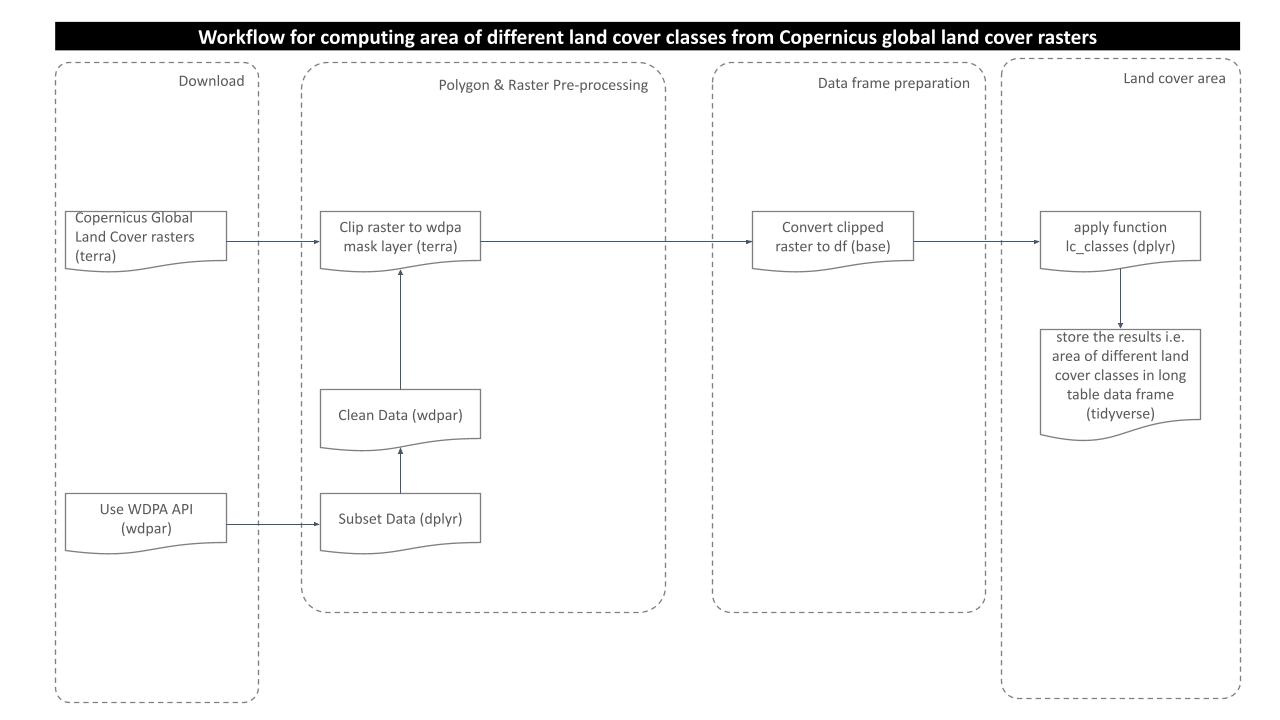 Workflow for computing area of different land cover classes from Copernicus global land cover rasters
Download
Copernicus Global
Land Cover rasters
(terra)
Use WDPA API
(wdpar)
Polygon & Raster Pre-processing
Clip raster to wdpa
mask layer (terra)
Clean Data (wdpar)
Subset Data (dplyr)
Data frame preparation
Convert clipped
raster to df (base)
Land cover area
apply function
lc_classes (dplyr)
store the results i.e.
area of different land
cover classes in long
table data frame
(tidyverse)